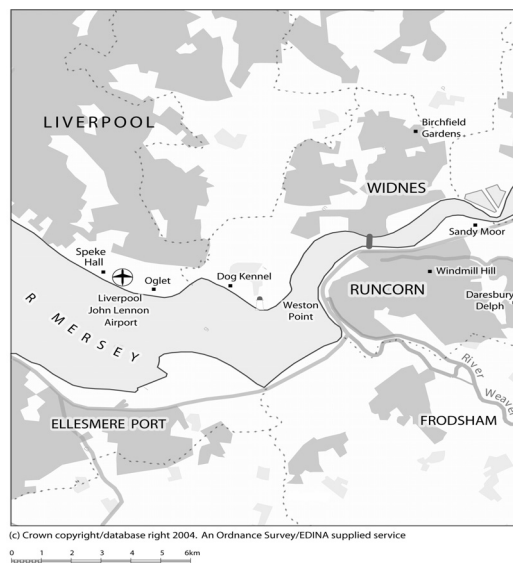 LIVERPOOL
Birchfield
Gardens
WIDNES
Sandy Moor
Speke
Hall
Oglet
Dog Kennel
Windmill Hill
Liverpool
John Lennon
Airport
Weston
Point
RUNCORN
Daresbury
Delph
R MERSEY
River
Weaver
ELLESMERE PORT
FRODSHAM
(c) Crown copyright/database right 2004. An Ordnance Survey/EDINA supplied service
0 1 2 3 4 5 6km